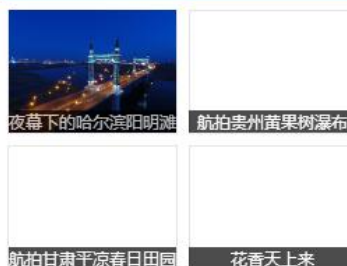 夜幕下的哈尔滨阳明滩
航拍贵州黄果树瀑布
航拍甘肃平凉春日田园
花香天上来